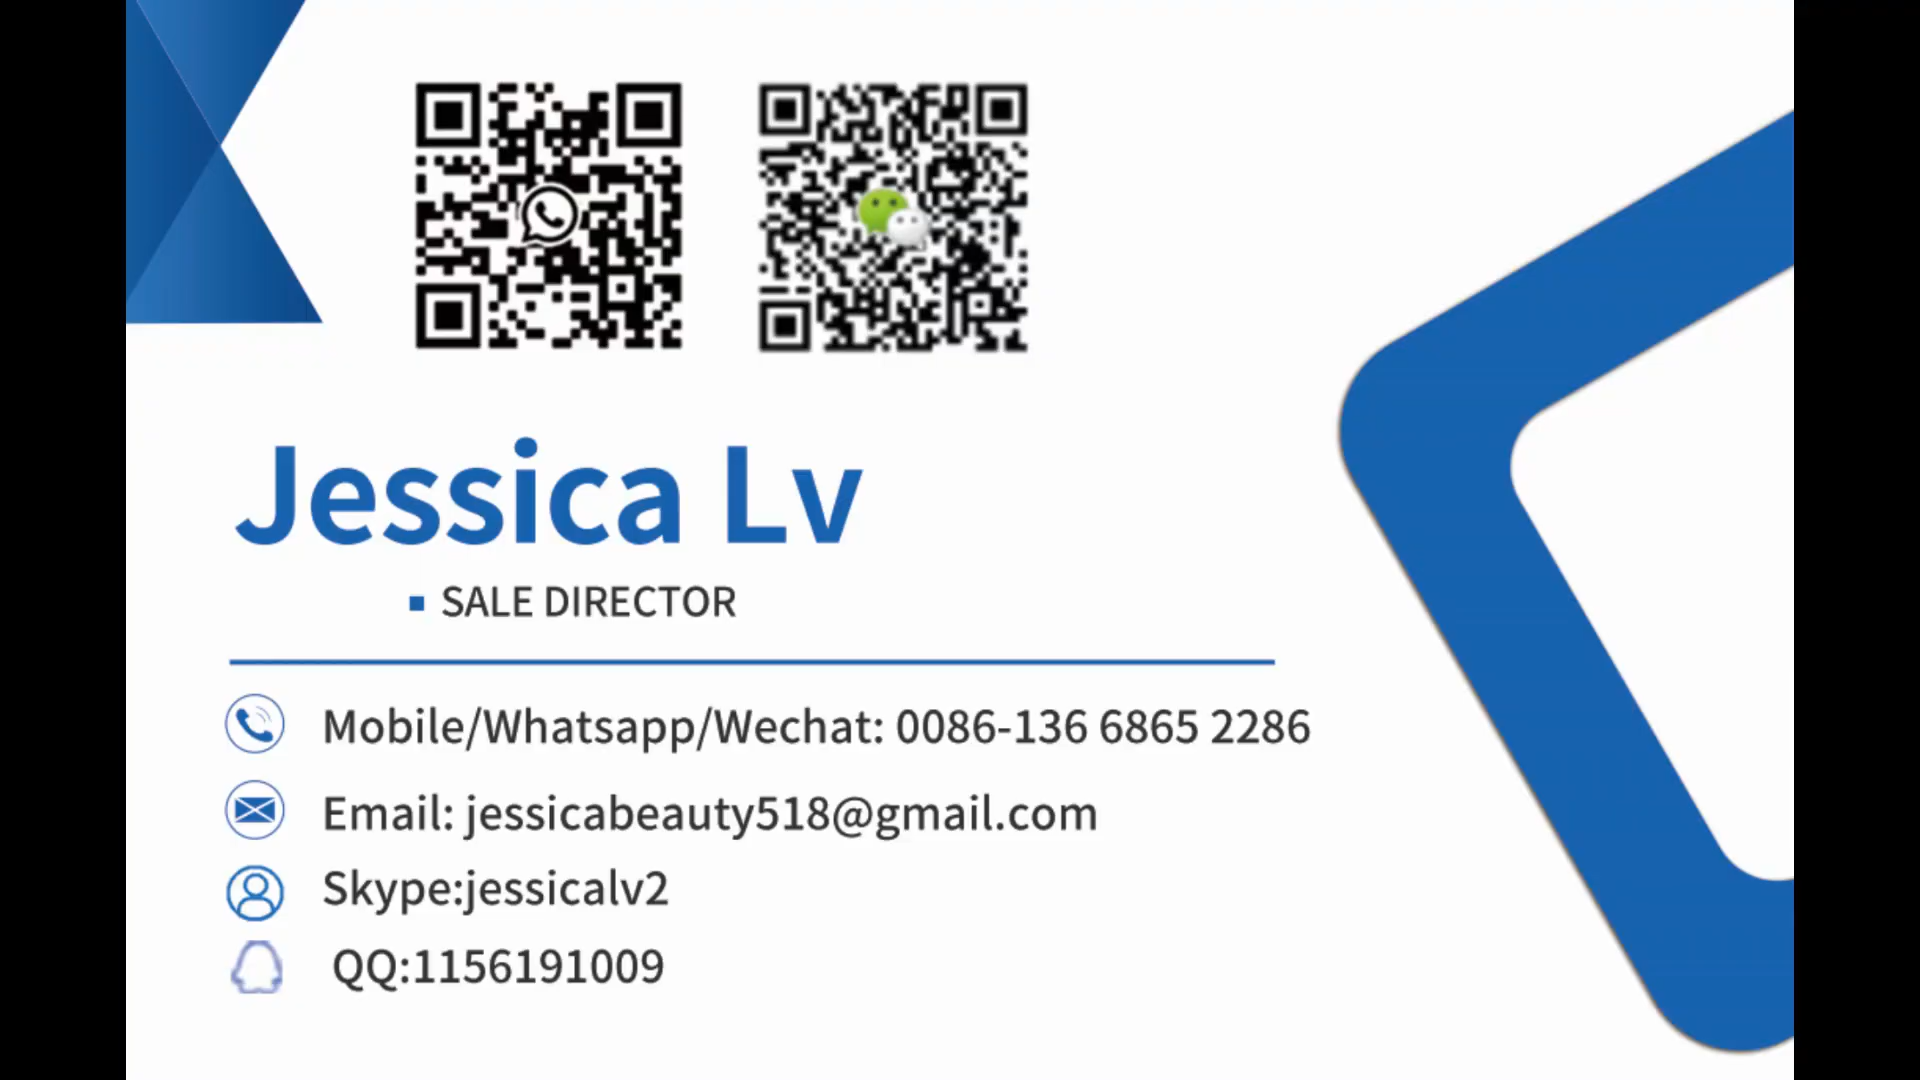 Jessica Lv
SALE DIRECTOR
Mobile/Whatsapp/Wechat: 0086-136 6865 2286
Email: jessicabeauty518@gmail.com
Skype:jessicalv2
QQ:1156191009